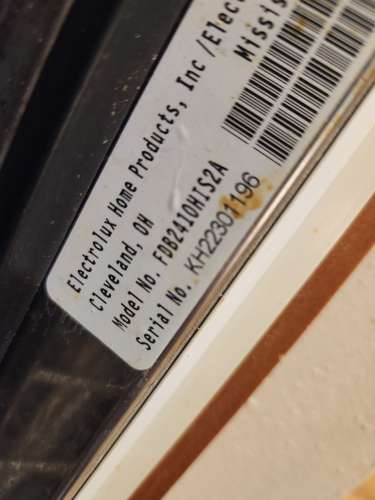 Electrolux Home Products, Inc /Elec
Cleveland, OH Missis
Model No. FDB2410HIS2A
Serial No. KH22301196